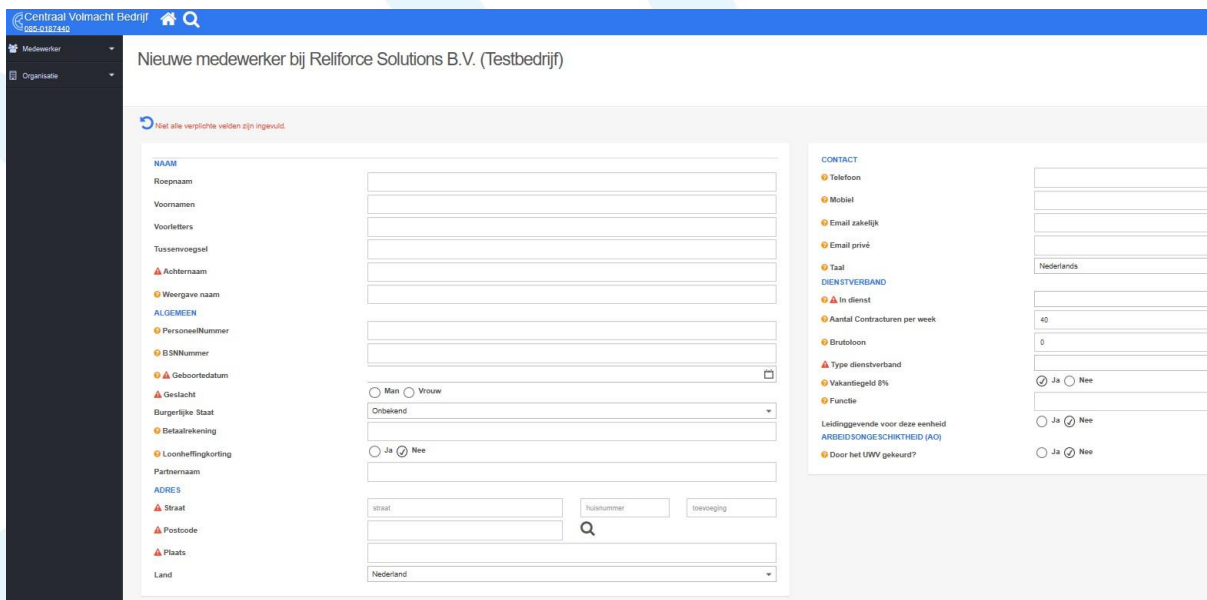 Centraal Volmacht Bedrijf
085-0187440
Medewerker
Organisatie
Nieuwe medewerker bij Reliforce Solutions B.V. (Testbedrijf)
Niet alle verplichte velden zijn ingevuld.
NAAM
Roepnaam
Voornamen
Voorletters
Tussenvoegsel
Achternaam
Weergave naam
ALGEMEEN
PersoneelNummer
BSNNummer
Geboortedatum
Geslacht Man Vrouw
Burgerlijke Staat Onbekend
Betaalrekening
Loonheffingkorting Ja Nee
Partnernaam
ADRES
Straat straat huisnummer toevoeging
Postcode
Plaats
Land Nederland
CONTACT
Telefoon
Mobiel
Email zakelijk
Email privé
Taal Nederlands
DIENSTVERBAND
In dienst
Aantal Contracturen per week 40
Brutoloon 0
Type dienstverband
Vakantiegeld 8% Ja Nee
Functie
Leidinggevende voor deze eenheid Ja Nee
ARBEIDSONGESCHIKTHEID (AO)
Door het UWV gekeurd? Ja Nee